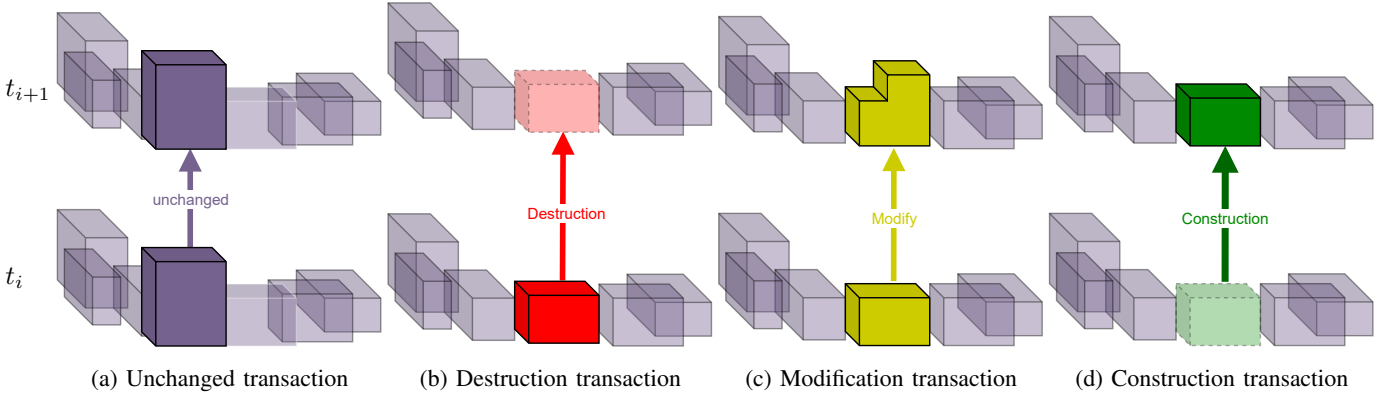 t_{i+1}
unchanged
Destruction
Modify
Construction
t_i
(a) Unchanged transaction
(b) Destruction transaction
(c) Modification transaction
(d) Construction transaction